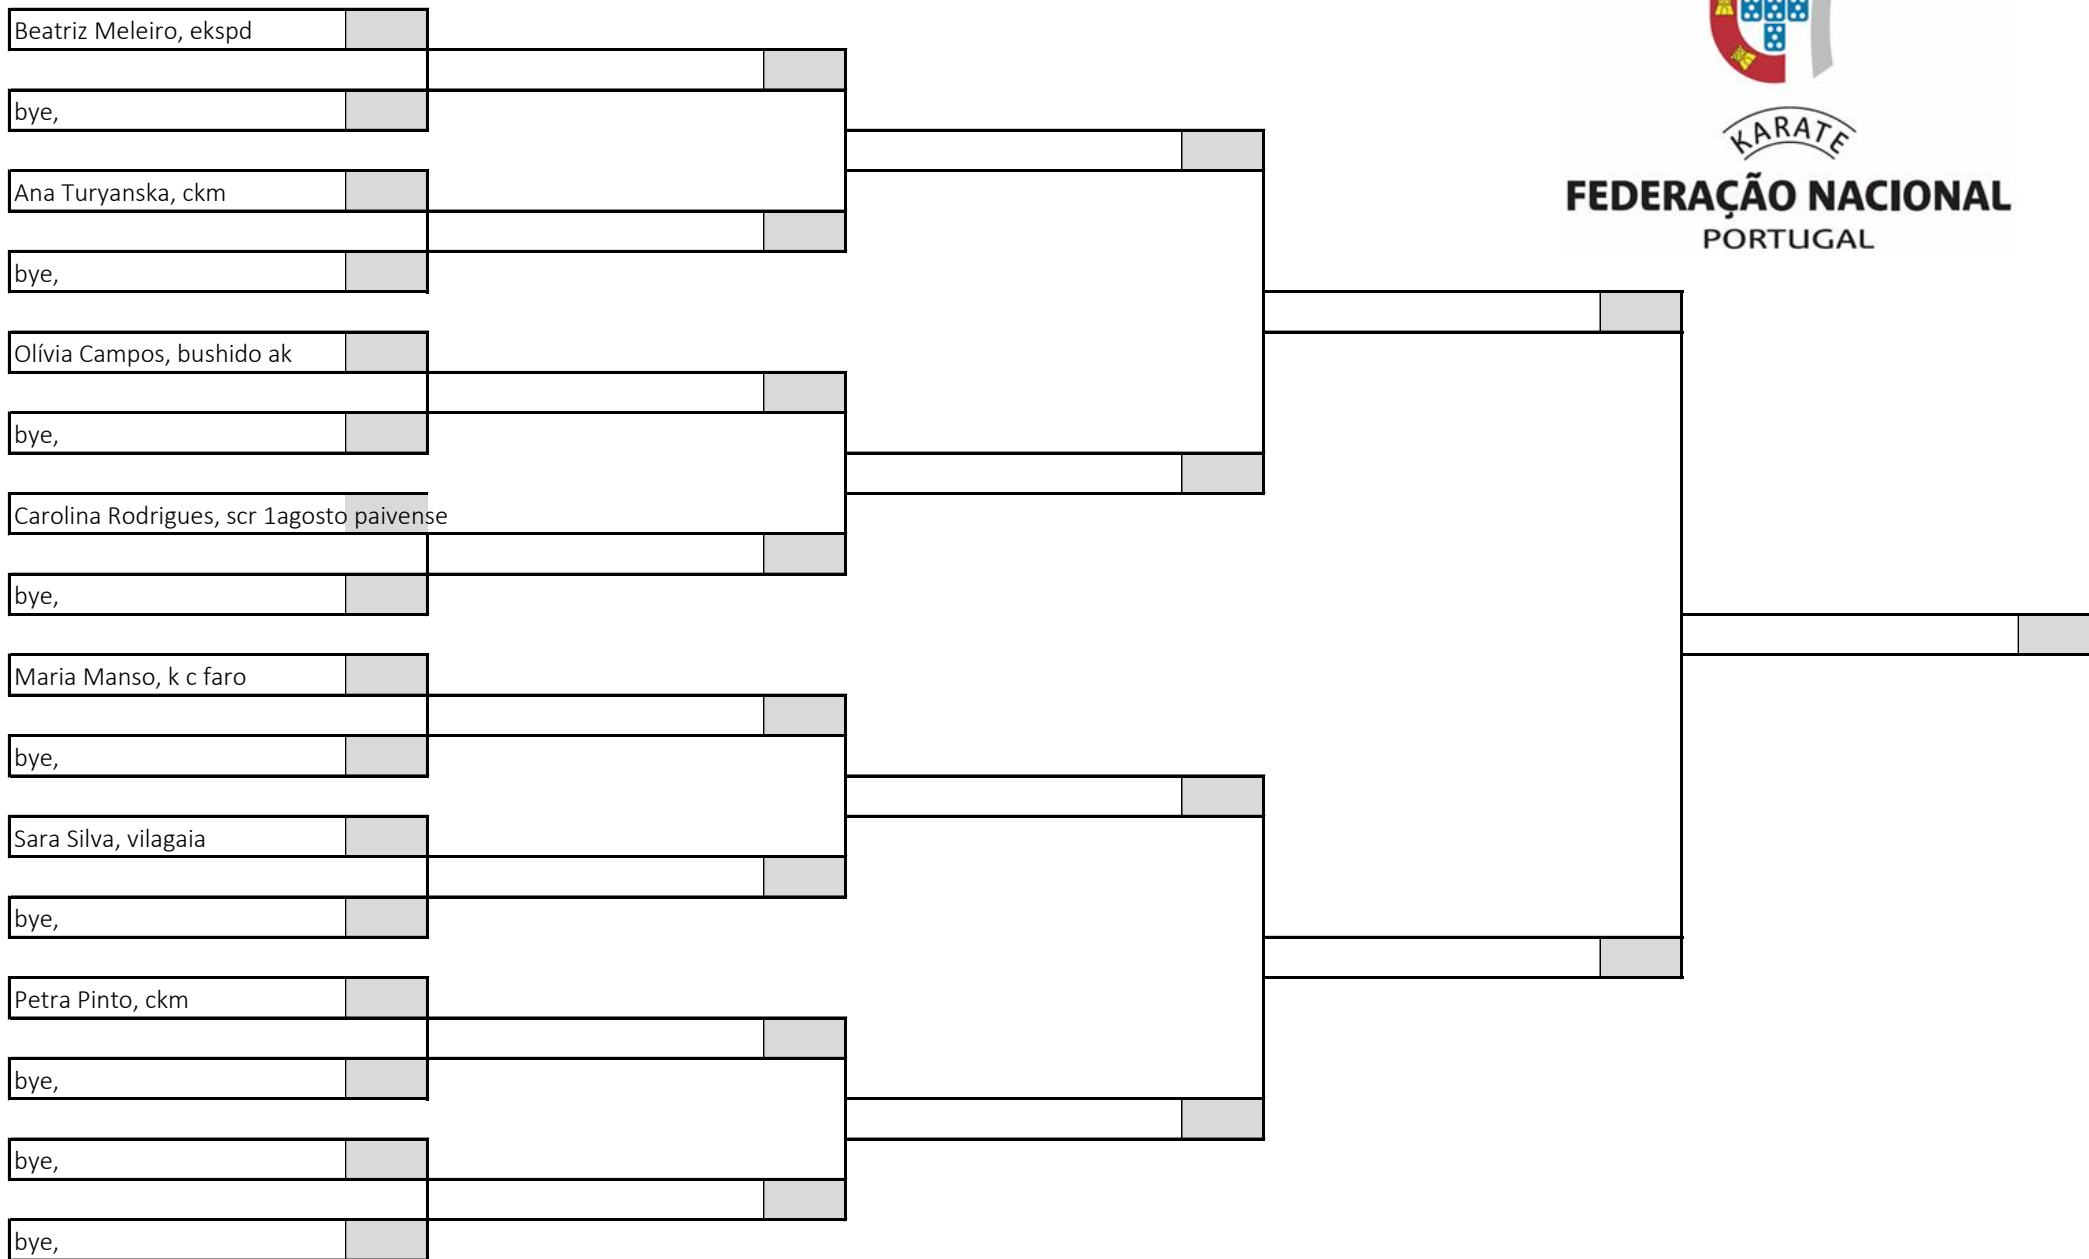 Beatriz Meleiro, ekspd
bye,
Ana Turyanska, ckm
bye,
Olívia Campos, bushido ak
bye,
Carolina Rodrigues, scr 1agosto paivense
bye,
Maria Manso, k c faro
bye,
Sara Silva, vilagaia
bye,
Petra Pinto, ckm
bye,
bye,
bye,
KARATE
FEDERAÇÃO NACIONAL
PORTUGAL